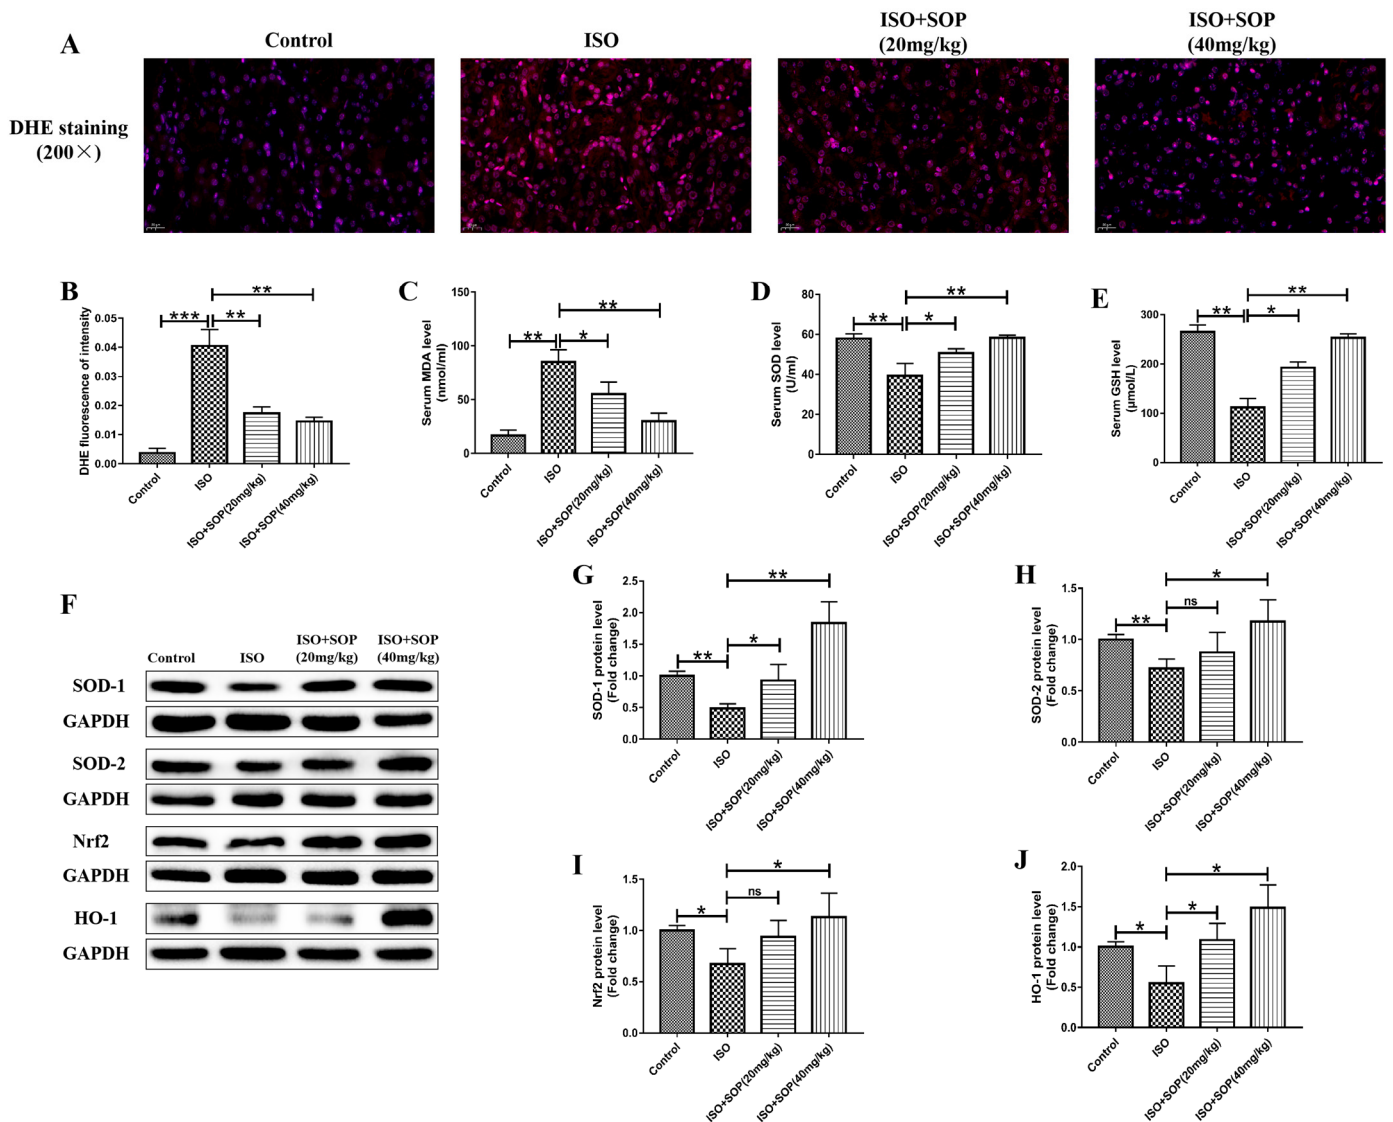 A
Control
ISO
ISO+SOP
(20mg/kg)
ISO+SOP
(40mg/kg)
DHE staining
(200×)
B
DHE fluorescence of intensity
0.05
0.04
0.03
0.02
0.01
0.00
***
**
**
Control
ISO
ISO+SOP(20mg/kg)
ISO+SOP(40mg/kg)
C
Serum MDA level
(nmol/ml)
150
100
50
0
**
*
**
Control
ISO
ISO+SOP(20mg/kg)
ISO+SOP(40mg/kg)
D
Serum SOD level
(U/ml)
80
60
40
20
0
**
*
**
Control
ISO
ISO+SOP(20mg/kg)
ISO+SOP(40mg/kg)
E
Serum GSH level
(μmol/L)
300
200
100
0
**
*
**
Control
ISO
ISO+SOP(20mg/kg)
ISO+SOP(40mg/kg)
F
Control
ISO
ISO+SOP
(20mg/kg)
ISO+SOP
(40mg/kg)
SOD-1
GAPDH
SOD-2
GAPDH
Nrf2
GAPDH
HO-1
GAPDH
G
SOD-1 protein level
(Fold change)
2.5
2.0
1.5
1.0
0.5
0.0
**
*
**
Control
ISO
ISO+SOP(20mg/kg)
ISO+SOP(40mg/kg)
H
SOD-2 protein level
(Fold change)
1.5
1.0
0.5
0.0
**
ns
*
Control
ISO
ISO+SOP(20mg/kg)
ISO+SOP(40mg/kg)
I
Nrf2 protein level
(Fold change)
1.5
1.0
0.5
0.0
*
ns
*
Control
ISO
ISO+SOP(20mg/kg)
ISO+SOP(40mg/kg)
J
HO-1 protein level
(Fold change)
2.0
1.5
1.0
0.5
0.0
*
*
*
Control
ISO
ISO+SOP(20mg/kg)
ISO+SOP(40mg/kg)